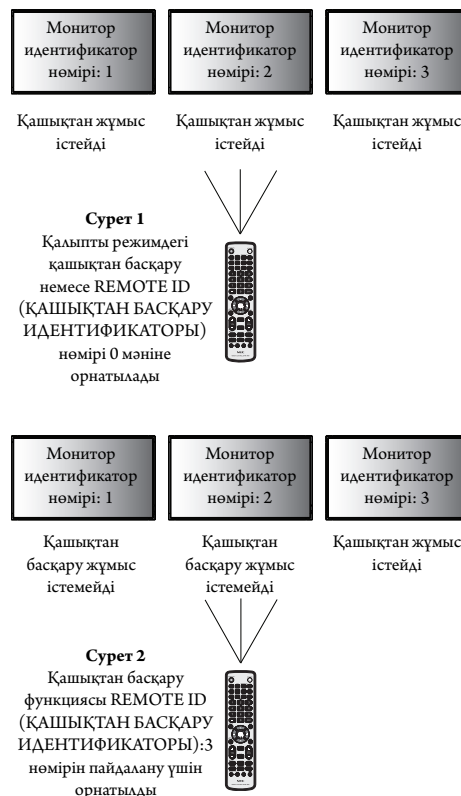 Монитор
идентификатор
нөмірі: 1
Монитор
идентификатор
нөмірі: 2
Монитор
идентификатор
нөмірі: 3
Қашықтан жұмыс
істейді
Қашықтан жұмыс
істейді
Қашықтан жұмыс
істейді
Сурет 1
Қалыпты режимдегі
қашықтан басқару
немесе REMOTE ID
(ҚАШЫҚТАН БАСҚАРУ
ИДЕНТИФИКАТОРЫ)
нөмірі 0 мәніне
орнатылады
Монитор
идентификатор
нөмірі: 1
Монитор
идентификатор
нөмірі: 2
Монитор
идентификатор
нөмірі: 3
Қашықтан
басқару жұмыс
істемейді
Қашықтан
басқару жұмыс
істемейді
Қашықтан жұмыс
істейді
Сурет 2
Қашықтан басқару
функциясы REMOTE ID
(ҚАШЫҚТАН БАСҚАРУ
ИДЕНТИФИКАТОРЫ):3
нөмірін пайдалану үшін
орнатылды